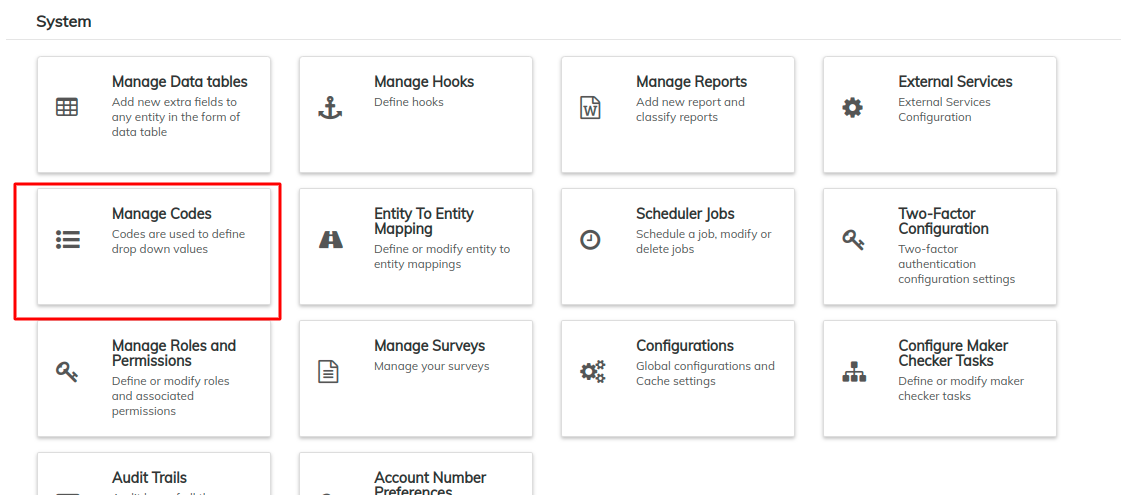 System
Manage Data tables
Add new extra fields to
any entity in the form of
data table
Manage Hooks
Define hooks
Manage Reports
Add new report and
classify reports
External Services
External Services
Configuration
Manage Codes
Codes are used to define
drop down values
Entity To Entity
Mapping
Define or modify entity to
entity mappings
Scheduler Jobs
Schedule a job, modify or
delete jobs
Two-Factor
Configuration
Two-factor
authentication
configuration settings
Manage Roles and
Permissions
Define or modify roles
and associated
permissions
Manage Surveys
Manage your surveys
Configurations
Global configurations and
Cache settings
Configure Maker
Checker Tasks
Define or modify maker
checker tasks
Audit Trails
Account Number
Preferences